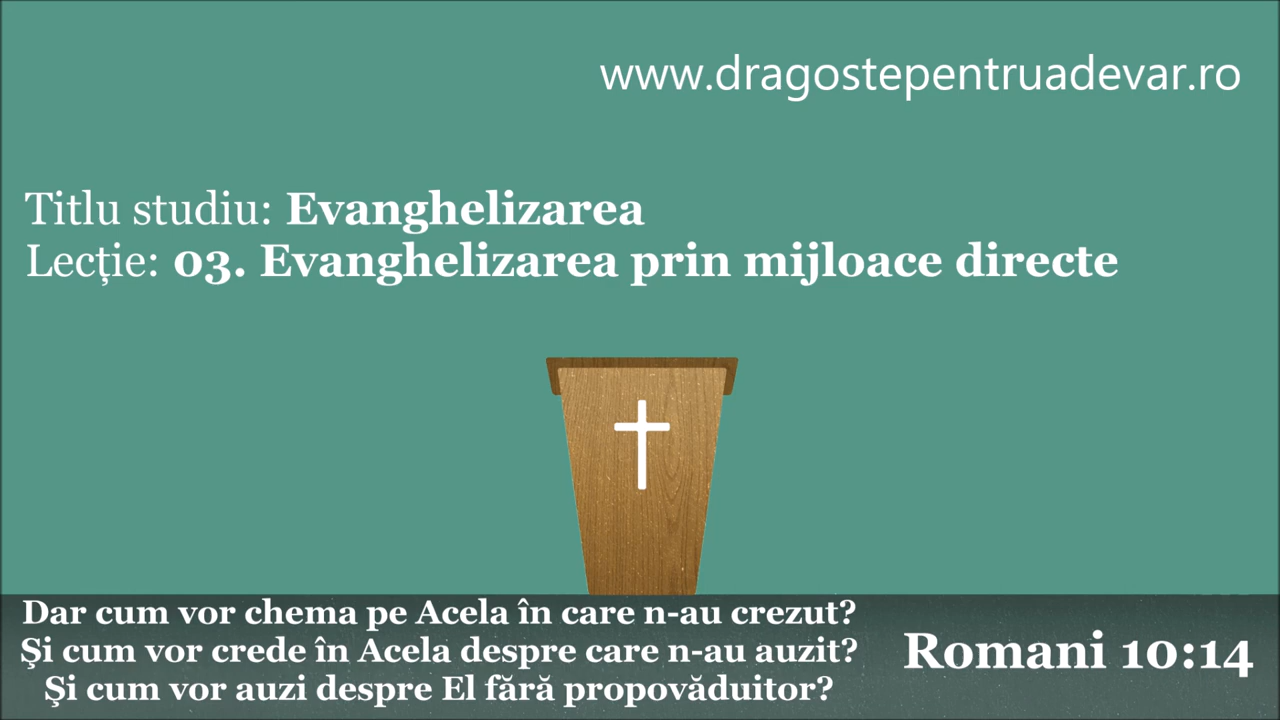 www.dragostepentruadevar.ro
Titlu studiu: Evanghelizarea
Lecție: 03. Evanghelizarea prin mijloace directe
Dar cum vor chema pe Acela în care n-au crezut?
Şi cum vor crede în Acela despre care n-au auzit?
Şi cum vor auzi despre El fără propovăduitor?
Romani 10:14